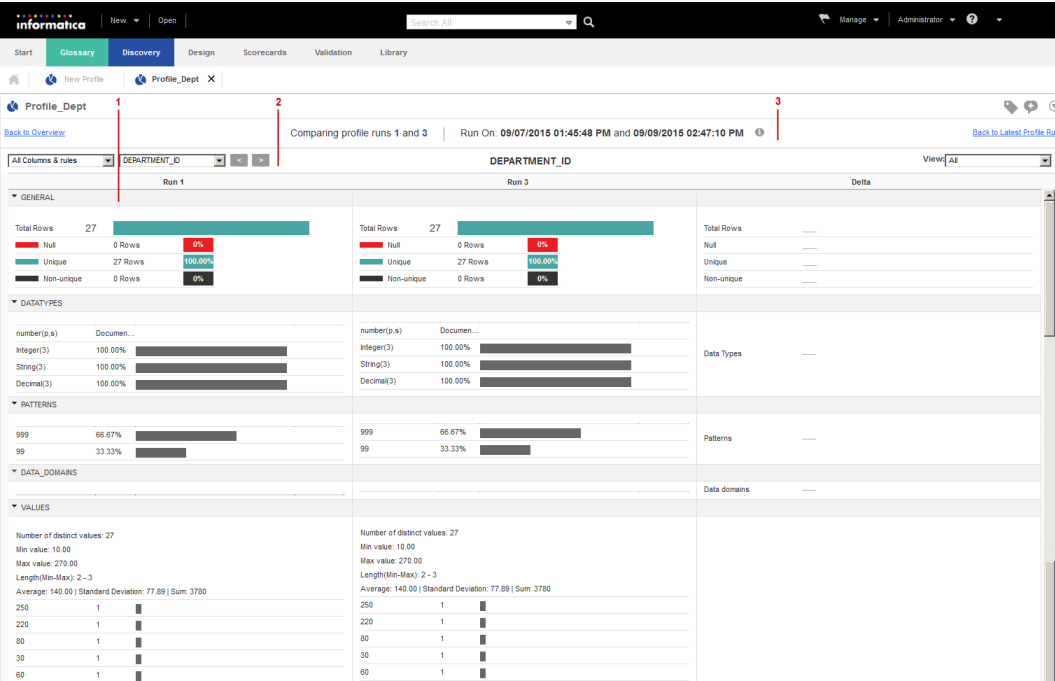 informatica New Open Search All Manage Administrator ?
Start Glossary Discovery Design Scorecards Validation Library
New Profile Profile_Dept X
Profile_Dept 1 2 3
Back to Overview Comparing profile runs 1 and 3 Run On: 09/07/2015 01:45:48 PM and 09/09/2015 02:47:10 PM Back to Latest Profile Ru
All Columns & rules DEPARTMENT_ID < > DEPARTMENT_ID View: All
Run 1 Run 3 Delta
GENERAL
Total Rows 27 Total Rows 27 Total Rows
Null 0 Rows 0% Null 0 Rows 0% Null
Unique 27 Rows 100.00% Unique 27 Rows 100.00% Unique
Non-unique 0 Rows 0% Non-unique 0 Rows 0% Non-unique
DATATYPES
number(p,s) Documen... number(p,s) Documen...
Integer(3) 100.00% Integer(3) 100.00%
String(3) 100.00% String(3) 100.00% Data Types
Decimal(3) 100.00% Decimal(3) 100.00%
PATTERNS
999 66.67% 999 66.67% Patterns
99 33.33% 99 33.33%
DATA_DOMAINS
Data domains
VALUES
Number of distinct values: 27 Number of distinct values: 27
Min value: 10.00 Min value: 10.00
Max value: 270.00 Max value: 270.00
Length(Min-Max): 2 - 3 Length(Min-Max): 2 - 3
Average: 140.00 | Standard Deviation: 77.89 | Sum: 3780 Average: 140.00 | Standard Deviation: 77.89 | Sum: 3780
250 1 250 1
220 1 220 1
80 1 80 1
30 1 30 1
60 1 60 1